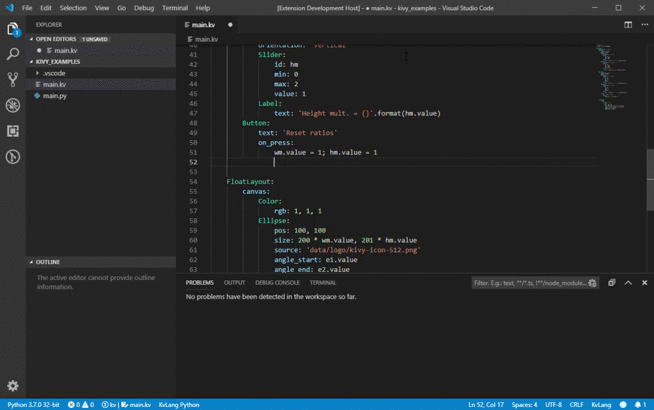 File Edit Selection View Go Debug Terminal Help
[Extension Development Host] - ● main.kv - kivy_examples - Visual Studio Code
EXPLORER
OPEN EDITORS 1 UNSAVED
● main.kv
KIVY_EXAMPLES
.vscode
main.kv
main.py
OUTLINE
The active editor cannot provide outline
information.
main.kv ●
main.kv
40 orientation: 'vertical'
41 Slider:
42 id: hm
43 min: 0
44 max: 2
45 value: 1
46 Label:
47 text: 'Height mult. = {}'.format(hm.value)
48 Button:
49 text: 'Reset ratios'
50 on_press:
51 wm.value = 1; hm.value = 1
52
53
54 FloatLayout:
55 canvas:
56 Color:
57 rgb: 1, 1, 1
58 Ellipse:
59 pos: 100, 100
60 size: 200 * wm.value, 201 * hm.value
61 source: 'data/logo/kivy-icon-512.png'
62 angle_start: e1.value
63 angle_end: e2.value
PROBLEMS OUTPUT DEBUG CONSOLE TERMINAL
Filter. E.g.: text, **/*.ts, !**/node_module...
No problems have been detected in the workspace so far.
Python 3.7.0 32-bit 0 0 kv | main.kv KvLang Python
Ln 52, Col 17 Spaces: 4 UTF-8 CRLF KvLang 1